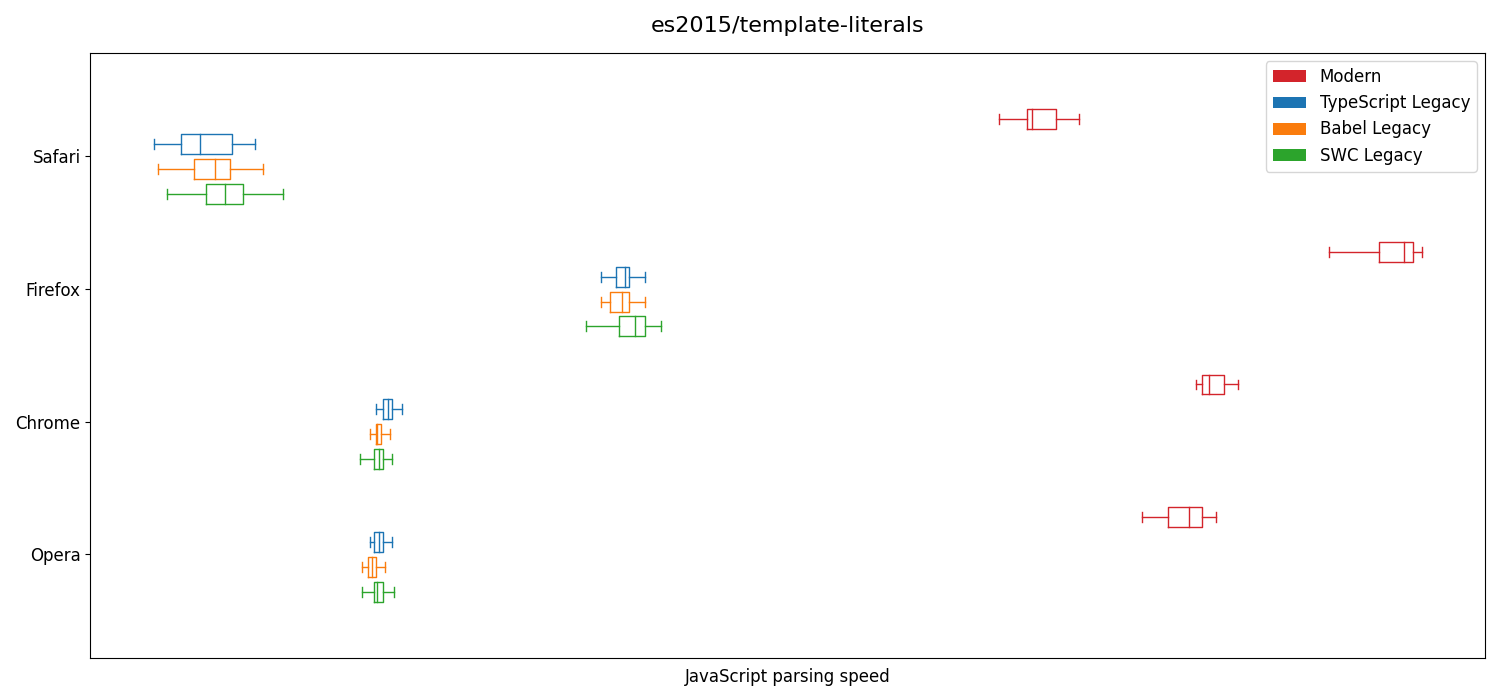 es2015/template-literals
Modern
TypeScript Legacy
Babel Legacy
SWC Legacy
Safari
Firefox
Chrome
Opera
JavaScript parsing speed